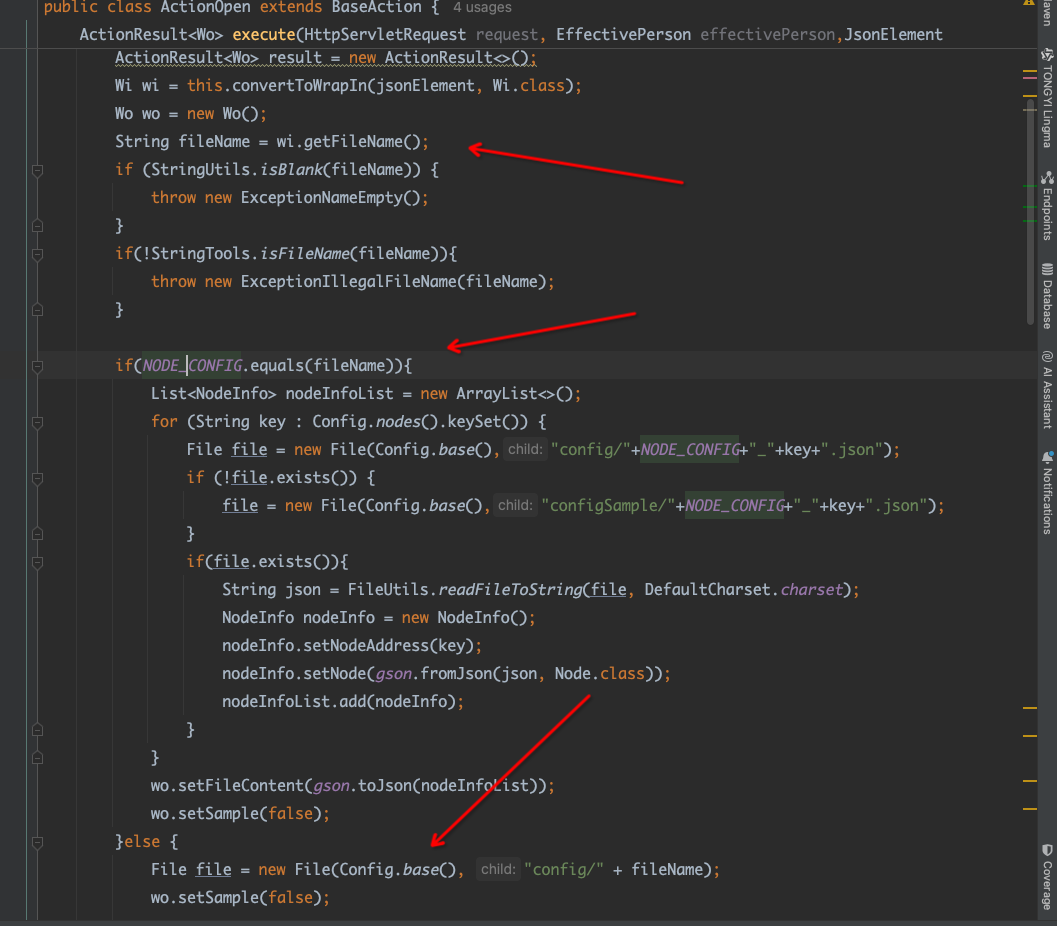 public class ActionOpen extends BaseAction { 4 usages
ActionResult<Wo> execute(HttpServletRequest request, EffectivePerson effectivePerson,JsonElement
ActionResult<Wo> result = new ActionResult<>();
Wi wi = this.convertToWrapIn(jsonElement, Wi.class);
Wo wo = new Wo();
String fileName = wi.getFileName();
if (StringUtils.isBlank(fileName)) {
throw new ExceptionNameEmpty();
}
if(!StringTools.isFileName(fileName)){
throw new ExceptionIllegalFileName(fileName);
}
if(NODE_CONFIG.equals(fileName)){
List<NodeInfo> nodeInfoList = new ArrayList<>();
for (String key : Config.nodes().keySet()) {
File file = new File(Config.base(), child: "config/"+NODE_CONFIG+"_"+key+".json");
if (!file.exists()) {
file = new File(Config.base(), child: "configSample/"+NODE_CONFIG+"_"+key+".json");
}
if(file.exists()){
String json = FileUtils.readFileToString(file, DefaultCharset.charset);
NodeInfo nodeInfo = new NodeInfo();
nodeInfo.setNodeAddress(key);
nodeInfo.setNode(gson.fromJson(json, Node.class));
nodeInfoList.add(nodeInfo);
}
}
wo.setFileContent(gson.toJson(nodeInfoList));
wo.setSample(false);
}else {
File file = new File(Config.base(), child: "config/" + fileName);
wo.setSample(false);
TONGYI Lingma
Endpoints
Database
AI Assistant
Notifications
Coverage